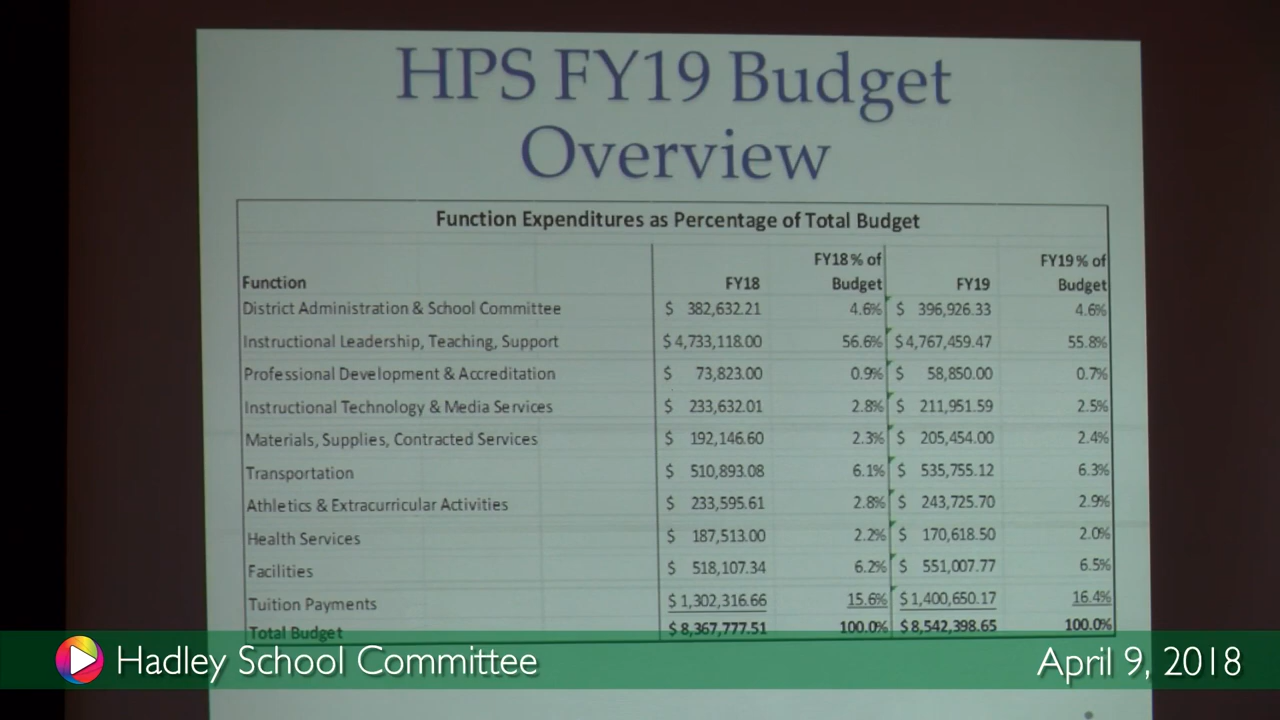 HPS FY19 Budget
Overview
Function Expenditures as Percentage of Total Budget
Function FY18 FY18 % of Budget FY19 FY19 % of Budget
District Administration & School Committee $ 382,632.21 4.6% $ 396,926.33 4.6%
Instructional Leadership, Teaching, Support $ 4,733,118.00 56.6% $ 4,767,459.47 55.8%
Professional Development & Accreditation $ 73,823.00 0.9% $ 58,850.00 0.7%
Instructional Technology & Media Services $ 233,632.01 2.8% $ 211,951.59 2.5%
Materials, Supplies, Contracted Services $ 192,146.60 2.3% $ 205,454.00 2.4%
Transportation $ 510,893.08 6.1% $ 535,755.12 6.3%
Athletics & Extracurricular Activities $ 233,595.61 2.8% $ 243,725.70 2.9%
Health Services $ 187,513.00 2.2% $ 170,618.50 2.0%
Facilities $ 518,107.34 6.2% $ 551,007.77 6.5%
Tuition Payments $ 1,302,316.66 15.6% $ 1,400,650.17 16.4%
Total Budget $ 8,367,777.51 100.0% $ 8,542,398.65 100.0%
Hadley School Committee April 9, 2018